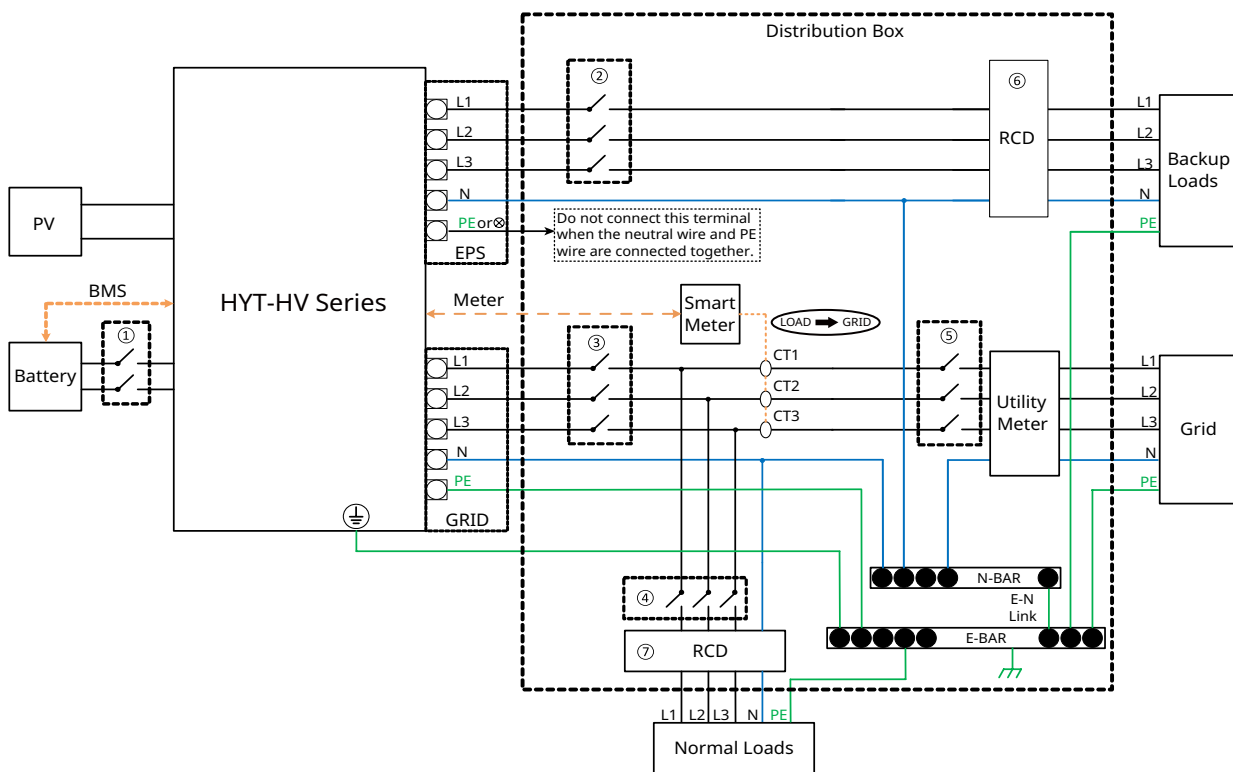 Distribution Box
②
⑥
L1
L1
L2
RCD
L2
Backup
Loads
L3
L3
N
N
PV
PE or⊗
Do not connect this terminal
when the neutral wire and PE
wire are connected together.
PE
EPS
BMS
HYT-HV Series
Meter
Smart
Meter
LOAD ➡ GRID
①
③
⑤
CT1
L1
L1
Battery
CT2
L2
L2
Utility
Meter
CT3
L3
L3
Grid
N
N
PE
PE
GRID
N-BAR
④
E-N
Link
E-BAR
⑦
RCD
L1 L2 L3 N PE
Normal Loads